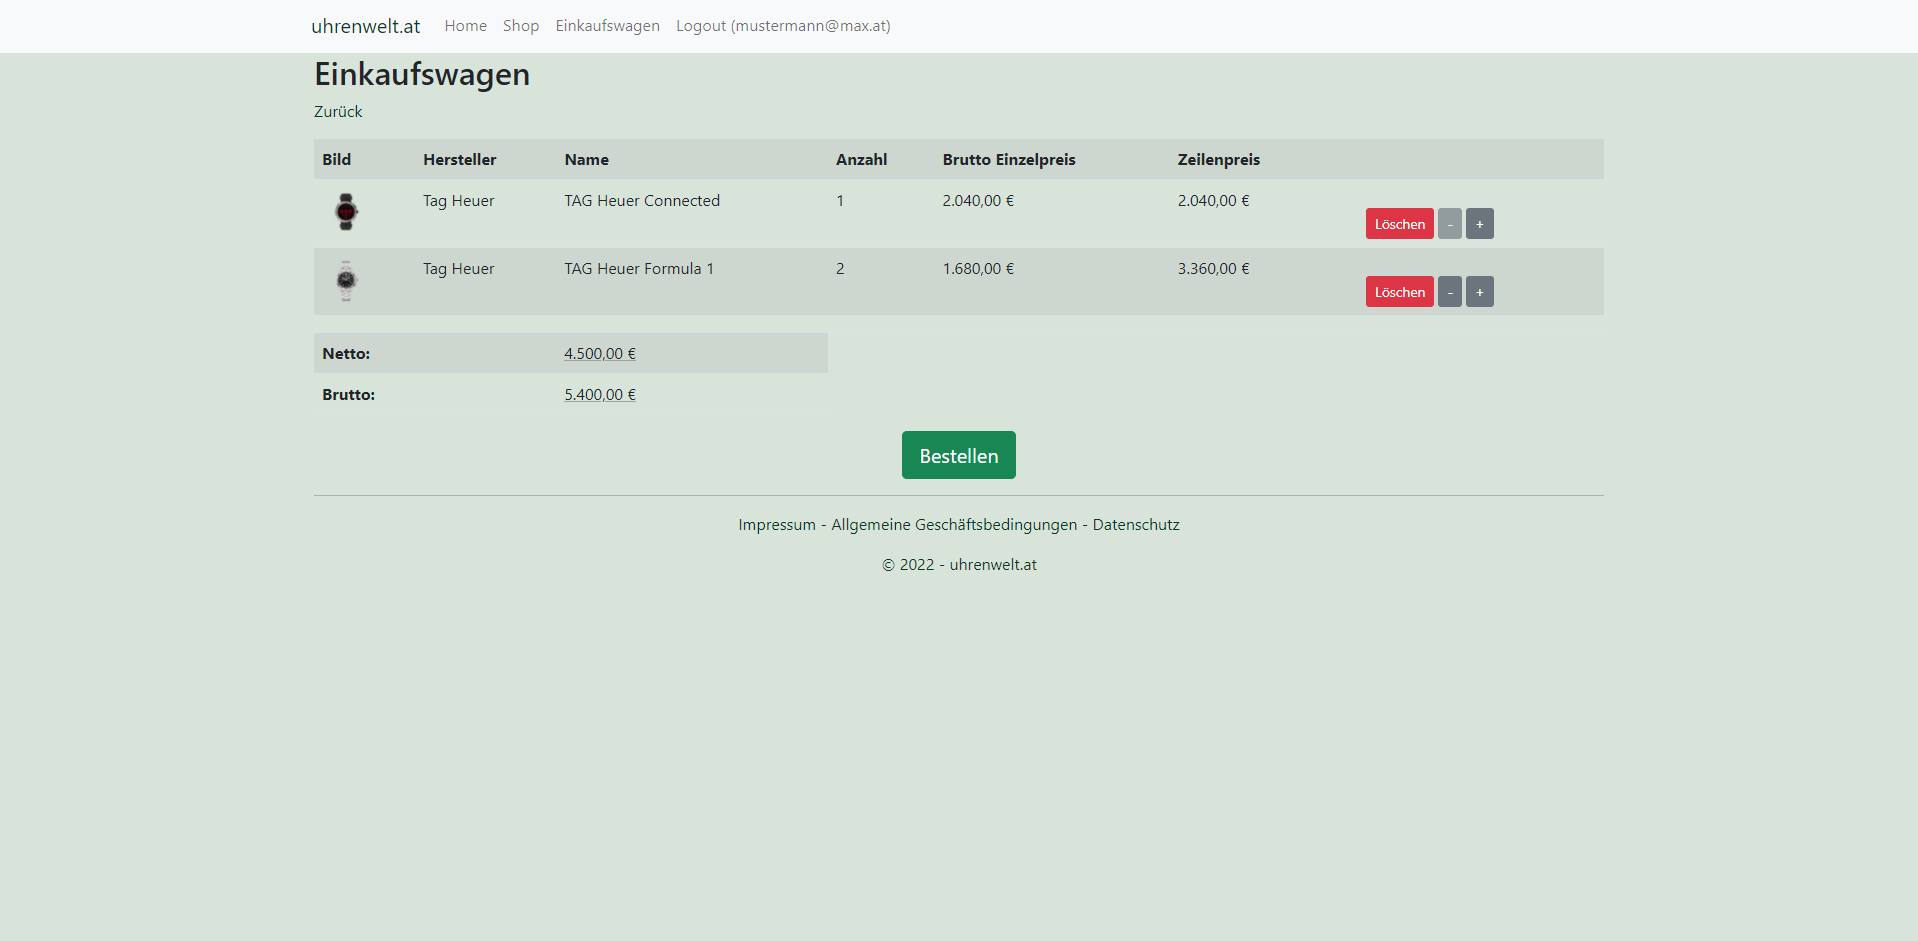 uhrenwelt.at Home Shop Einkaufswagen Logout (mustermann@max.at)
Einkaufswagen
Zurück
Bild Hersteller Name Anzahl Brutto Einzelpreis Zeilenpreis
Tag Heuer TAG Heuer Connected 1 2.040,00 € 2.040,00 €
Löschen - +
Tag Heuer TAG Heuer Formula 1 2 1.680,00 € 3.360,00 €
Löschen - +
Netto: 4.500,00 €
Brutto: 5.400,00 €
Bestellen
Impressum - Allgemeine Geschäftsbedingungen - Datenschutz
© 2022 - uhrenwelt.at